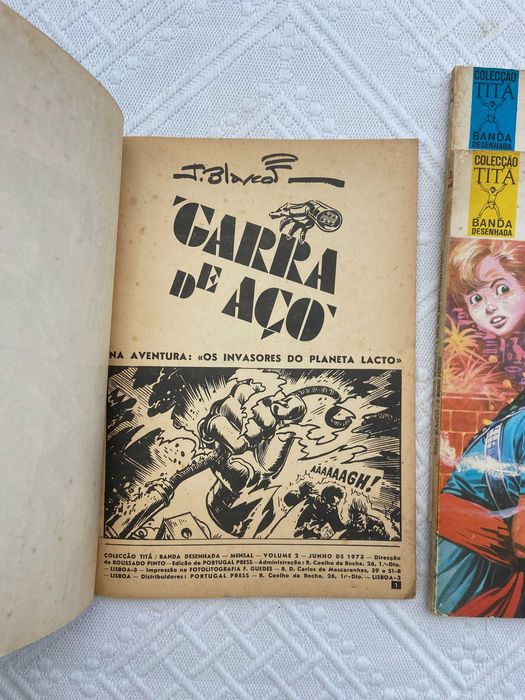 J. Blasco
'GARRA
DE AÇO'
NA AVENTURA: «OS INVASORES DO PLANETA LACTO»
AAAAAAGH!
COLECÇÃO TITÃ / BANDA DESENHADA — MENSAL — VOLUME 2 — JUNHO DE 1973 — Direcção
de ROUSSADO PINTO — Edição de PORTUGAL PRESS — Administração: R. Coelho da Rocha, 26, 1.º-Dto.
— LISBOA-3 — Impressão na FOTOLITOGRAFIA F. GUEDES — R. D. Carlos de Mascarenhas, 39 e 51-B
— LISBOA — Distribuidores: PORTUGAL PRESS — R. Coelho da Rocha, 26, 1.º-Dto. — LISBOA-3
1
COLECÇÃO
TITÃ
BANDA
DESENHADA
COLECÇÃO
TITÃ
BANDA
DESENHADA